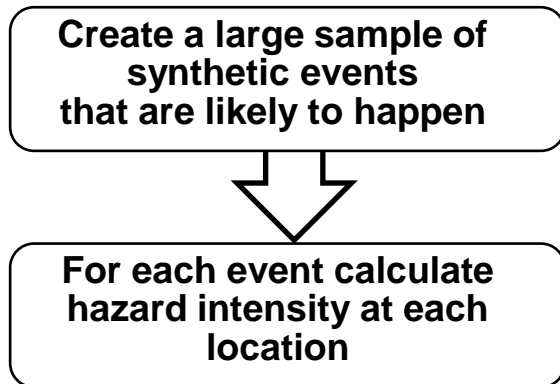 Create a large sample of
synthetic events
that are likely to happen
For each event calculate
hazard intensity at each
location